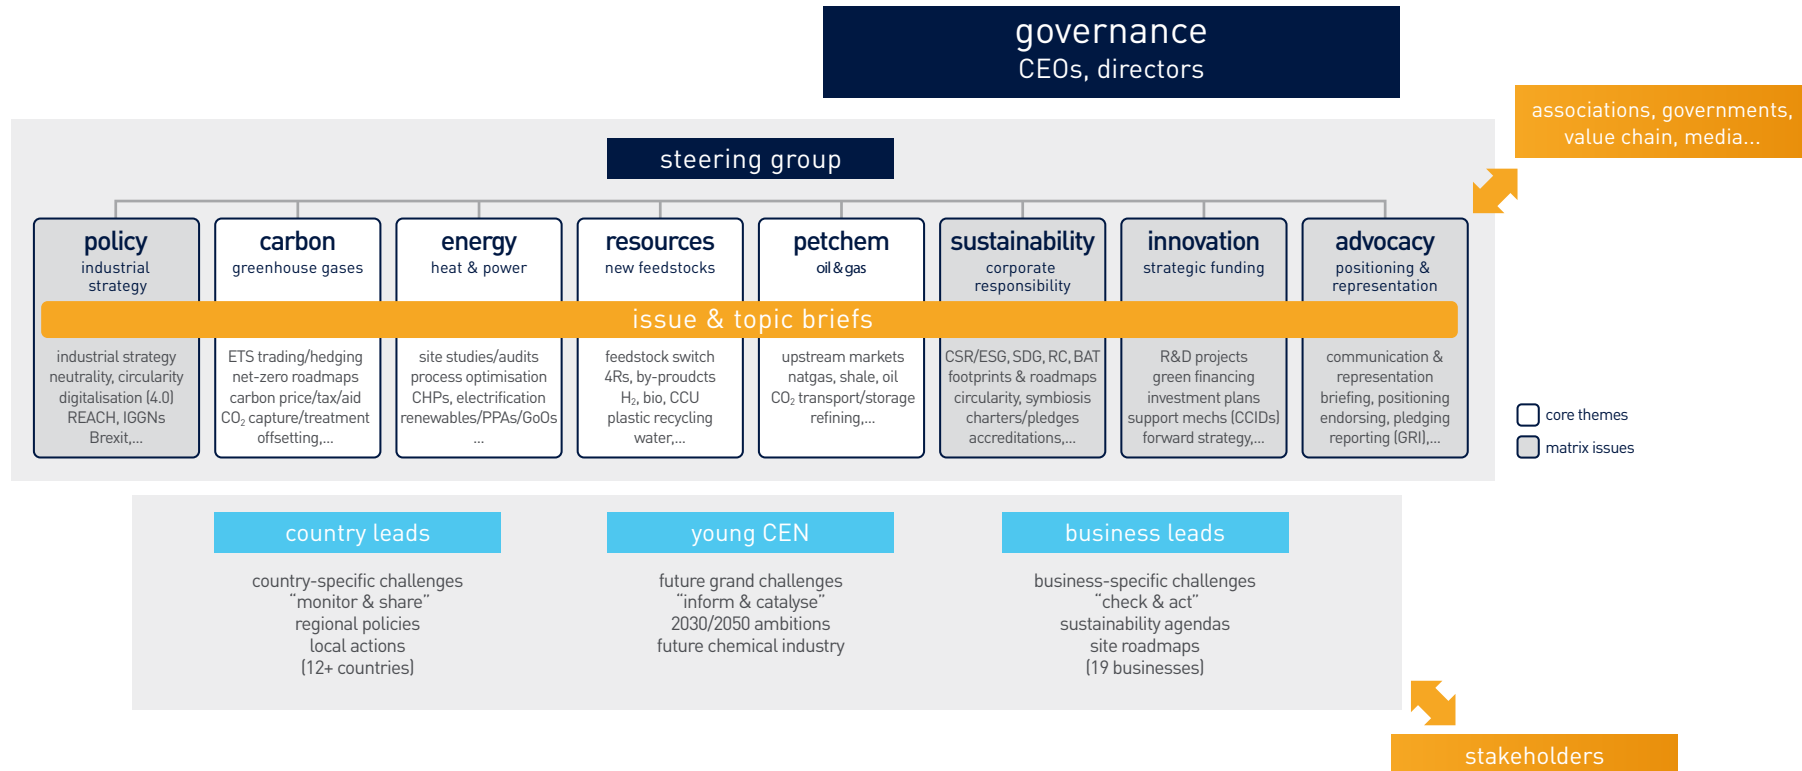 governance
CEOs, directors
associations, governments,
value chain, media...
steering group
policy
industrial
strategy
carbon
greenhouse gases
energy
heat & power
resources
new feedstocks
petchem
oil & gas
sustainability
corporate
responsibility
innovation
strategic funding
advocacy
positioning &
representation
issue & topic briefs
industrial strategy
neutrality, circularity
digitalisation (4.0)
REACH, IGGNs
Brexit,...
ETS trading/hedging
net-zero roadmaps
carbon price/tax/aid
CO₂ capture/treatment
offsetting,...
site studies/audits
process optimisation
CHPs, electrification
renewables/PPAs/GoOs
...
feedstock switch
4Rs, by-proudcts
H₂, bio, CCU
plastic recycling
water,...
upstream markets
natgas, shale, oil
CO₂ transport/storage
refining,...
CSR/ESG, SDG, RC, BAT
footprints & roadmaps
circularity, symbiosis
charters/pledges
accreditations,...
R&D projects
green financing
investment plans
support mechs (CCIDs)
forward strategy,...
communication &
representation
briefing, positioning
endorsing, pledging
reporting (GRI),...
core themes
matrix issues
country leads
country-specific challenges
“monitor & share”
regional policies
local actions
(12+ countries)
young CEN
future grand challenges
“inform & catalyse”
2030/2050 ambitions
future chemical industry
business leads
business-specific challenges
“check & act”
sustainability agendas
site roadmaps
(19 businesses)
stakeholders